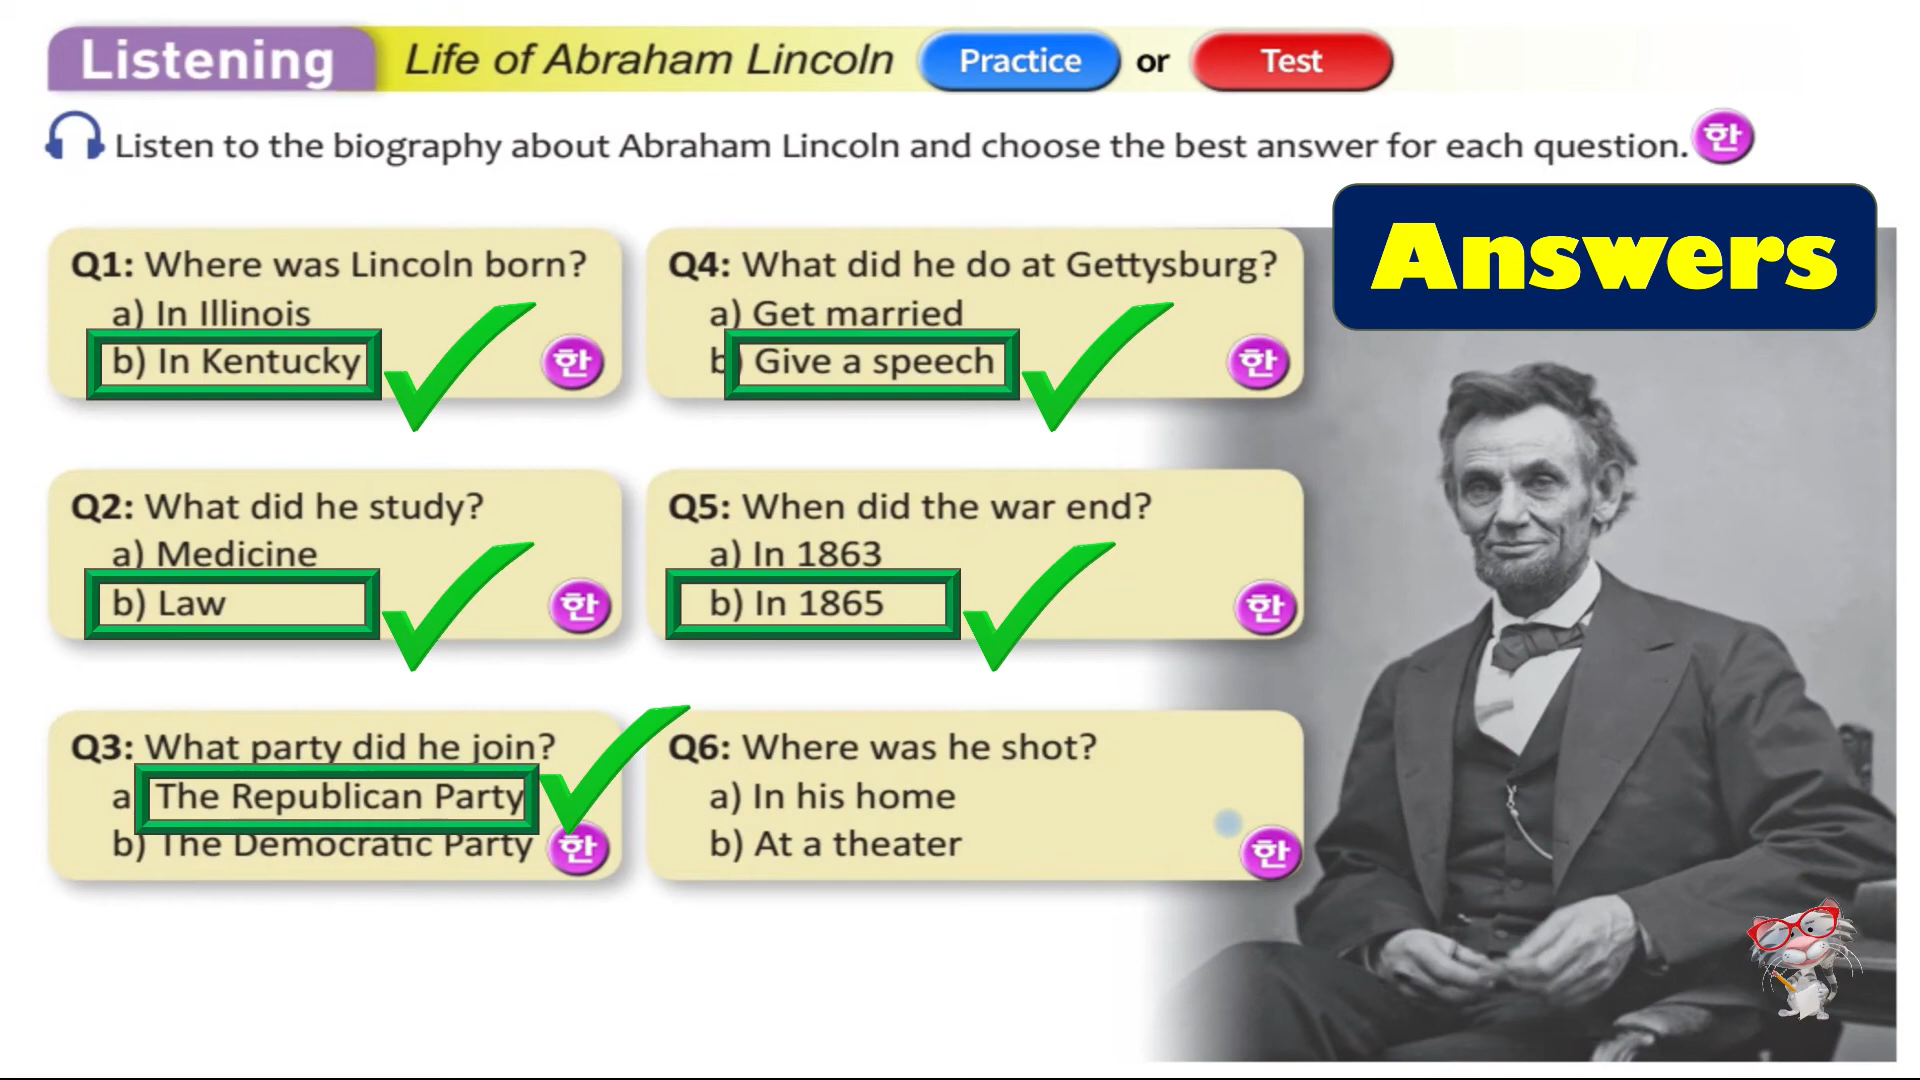 Listening
Life of Abraham Lincoln
Practice or Test
Listen to the biography about Abraham Lincoln and choose the best answer for each question. 한
Answers
Q1: Where was Lincoln born?
a) In Illinois
b) In Kentucky
한
Q2: What did he study?
a) Medicine
b) Law
한
Q3: What party did he join?
a The Republican Party
b) The Democratic Party
한
Q4: What did he do at Gettysburg?
a) Get married
b) Give a speech
한
Q5: When did the war end?
a) In 1863
b) In 1865
한
Q6: Where was he shot?
a) In his home
b) At a theater
한